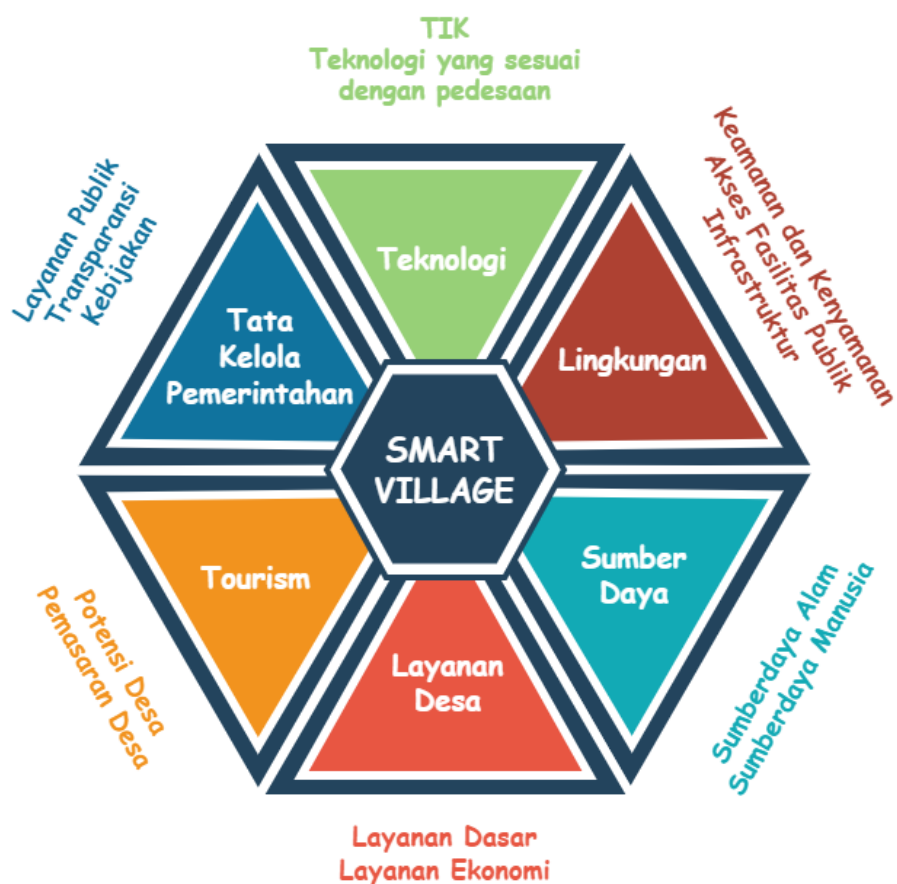 TIK
Teknologi yang sesuai
dengan pedesaan
Keamanan dan Kenyamanan
Akses Fasilitas Publik
Infrastruktur
Layanan Publik
Transparansi
Kebijakan
Teknologi
Tata
Kelola
Pemerintahan
Lingkungan
SMART
VILLAGE
Tourism
Sumber
Daya
Layanan
Desa
Potensi Desa
Pemasaran Desa
Sumberdaya Alam
Sumberdaya Manusia
Layanan Dasar
Layanan Ekonomi